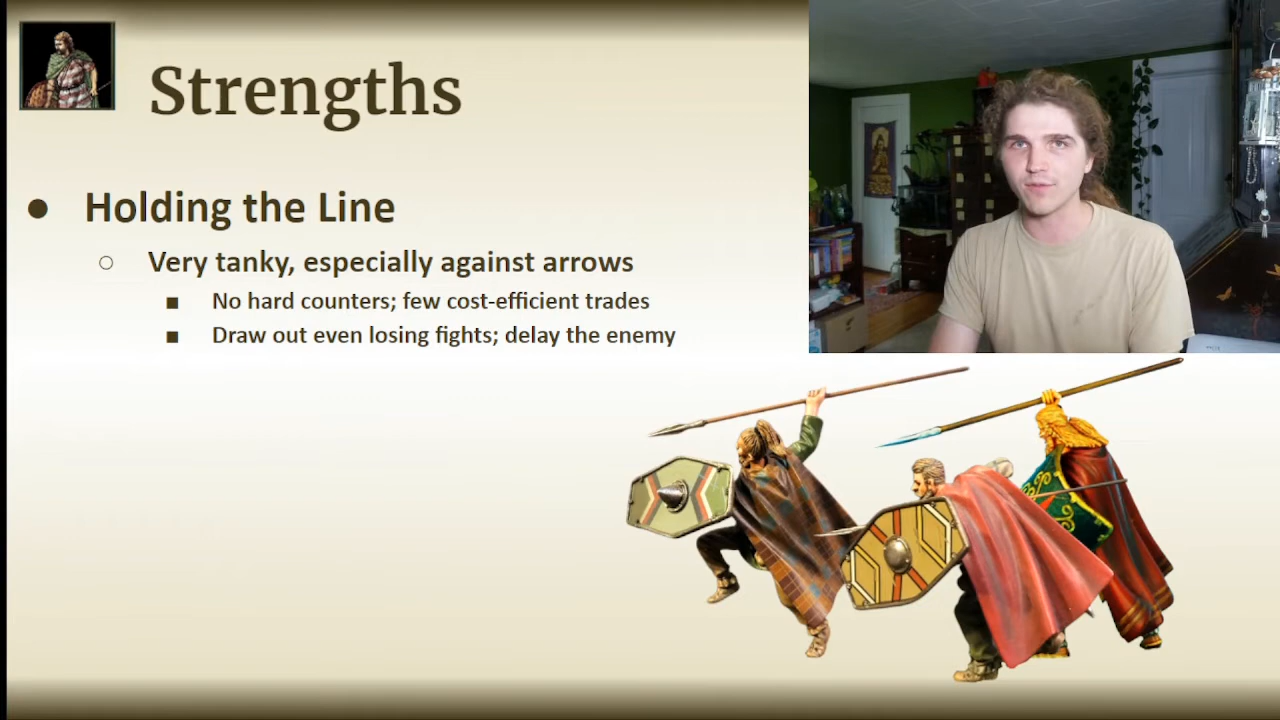 Strengths
● Holding the Line
○ Very tanky, especially against arrows
■ No hard counters; few cost-efficient trades
■ Draw out even losing fights; delay the enemy